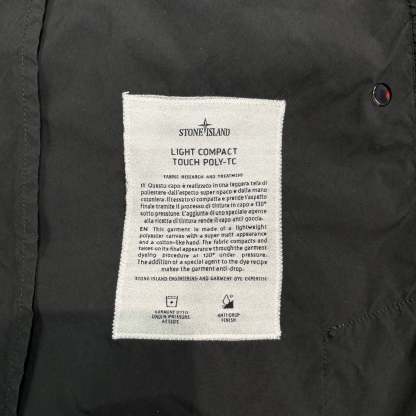 STONE ISLAND
LIGHT COMPACT
TOUCH POLY-TC
FABRIC RESEARCH AND TREATMENT
IT Questo capo è realizzato in una leggera tela di
poliestere dall'aspetto super opaco e dalla mano
cotoniera. Il tessuto si compatta e prende l'aspetto
finale tramite il processo di tintura in capo a 130°
sotto pressione. L'aggiunta di uno speciale agente
alla ricetta di tintura rende il capo anti goccia.
EN This garment is made of a lightweight
polyester canvas with a super matt appearance
and a cotton-like hand. The fabric compacts and
takes on its final appearance through the garment
dyeing procedure at 130° under pressure.
The addition of a special agent to the dye recipe
makes the garment anti-drop.
STONE ISLAND ENGINEERING AND GARMENT DYE EXPERTISE
GARMENT DYED
UNDER PRESSURE
AT 130°C
ANTI-DROP
FINISH